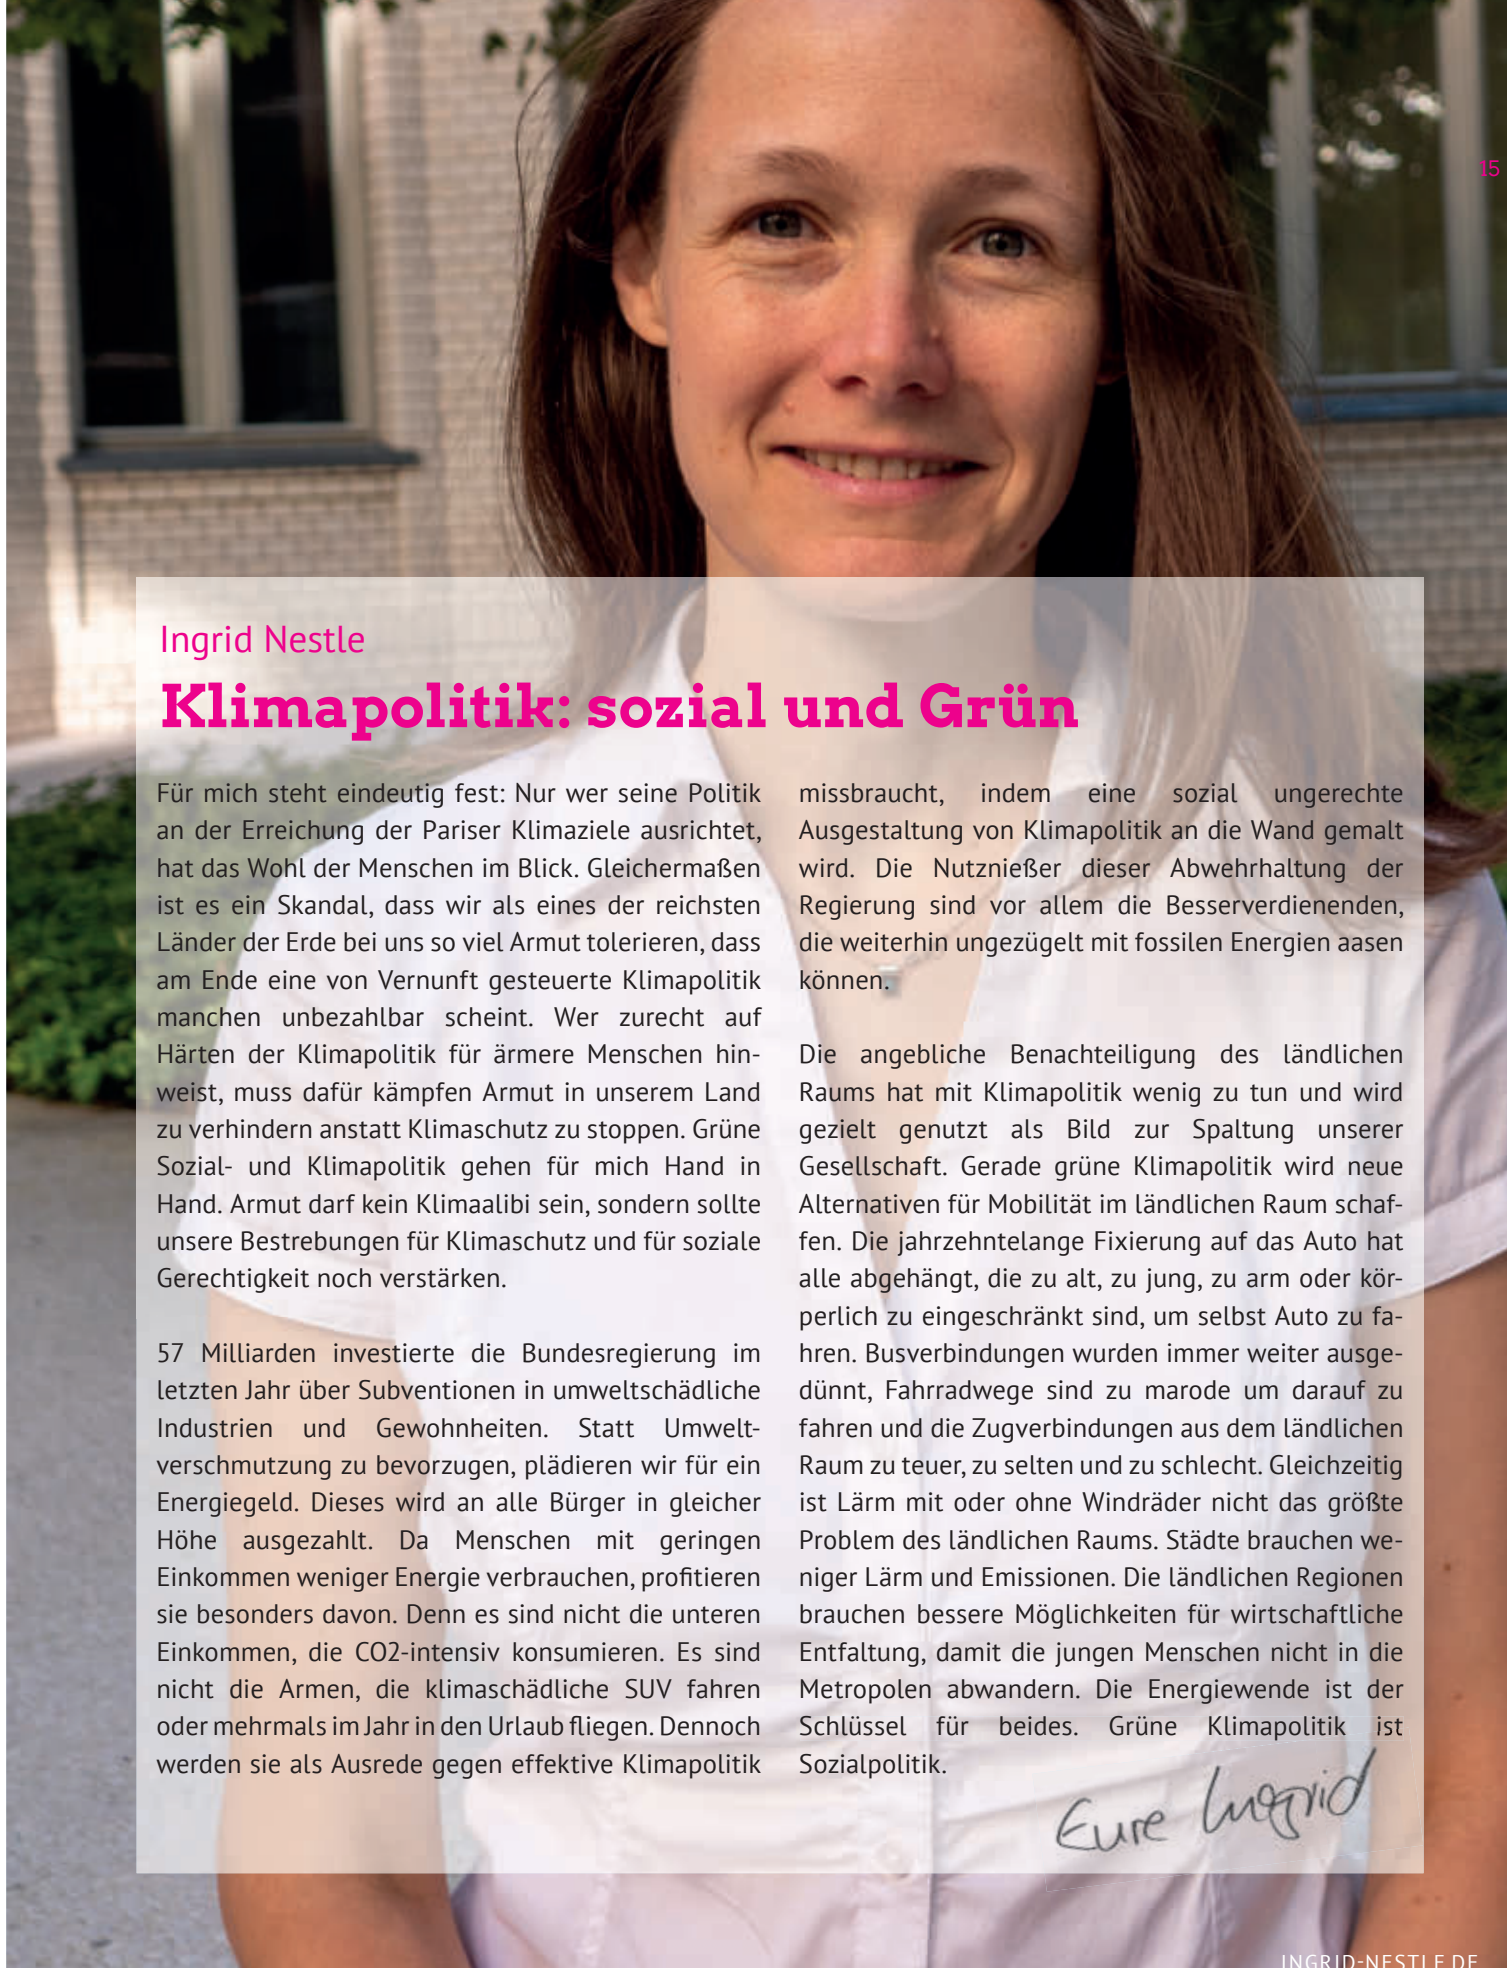 15
Ingrid Nestle
Klimapolitik: sozial und Grün
Für mich steht eindeutig fest: Nur wer seine Politik
an der Erreichung der Pariser Klimaziele ausrichtet,
hat das Wohl der Menschen im Blick. Gleichermaßen
ist es ein Skandal, dass wir als eines der reichsten
Länder der Erde bei uns so viel Armut tolerieren, dass
am Ende eine von Vernunft gesteuerte Klimapolitik
manchen unbezahlbar scheint. Wer zurecht auf
Härten der Klimapolitik für ärmere Menschen hin-
weist, muss dafür kämpfen Armut in unserem Land
zu verhindern anstatt Klimaschutz zu stoppen. Grüne
Sozial- und Klimapolitik gehen für mich Hand in
Hand. Armut darf kein Klimaalibi sein, sondern sollte
unsere Bestrebungen für Klimaschutz und für soziale
Gerechtigkeit noch verstärken.
57 Milliarden investierte die Bundesregierung im
letzten Jahr über Subventionen in umweltschädliche
Industrien und Gewohnheiten. Statt Umwelt-
verschmutzung zu bevorzugen, plädieren wir für ein
Energiegeld. Dieses wird an alle Bürger in gleicher
Höhe ausgezahlt. Da Menschen mit geringen
Einkommen weniger Energie verbrauchen, profitieren
sie besonders davon. Denn es sind nicht die unteren
Einkommen, die CO2-intensiv konsumieren. Es sind
nicht die Armen, die klimaschädliche SUV fahren
oder mehrmals im Jahr in den Urlaub fliegen. Dennoch
werden sie als Ausrede gegen effektive Klimapolitik
missbraucht, indem eine sozial ungerechte
Ausgestaltung von Klimapolitik an die Wand gemalt
wird. Die Nutznießer dieser Abwehrhaltung der
Regierung sind vor allem die Besserverdienenden,
die weiterhin ungezügelt mit fossilen Energien aasen
können.
Die angebliche Benachteiligung des ländlichen
Raums hat mit Klimapolitik wenig zu tun und wird
gezielt genutzt als Bild zur Spaltung unserer
Gesellschaft. Gerade grüne Klimapolitik wird neue
Alternativen für Mobilität im ländlichen Raum schaf-
fen. Die jahrzehntelange Fixierung auf das Auto hat
alle abgehängt, die zu alt, zu jung, zu arm oder kör-
perlich zu eingeschränkt sind, um selbst Auto zu fa-
hren. Busverbindungen wurden immer weiter ausge-
dünnt, Fahrradwege sind zu marode um darauf zu
fahren und die Zugverbindungen aus dem ländlichen
Raum zu teuer, zu selten und zu schlecht. Gleichzeitig
ist Lärm mit oder ohne Windräder nicht das größte
Problem des ländlichen Raums. Städte brauchen we-
niger Lärm und Emissionen. Die ländlichen Regionen
brauchen bessere Möglichkeiten für wirtschaftliche
Entfaltung, damit die jungen Menschen nicht in die
Metropolen abwandern. Die Energiewende ist der
Schlüssel für beides. Grüne Klimapolitik ist
Sozialpolitik.
Eure Ingrid
INGRID-NESTLE.DE